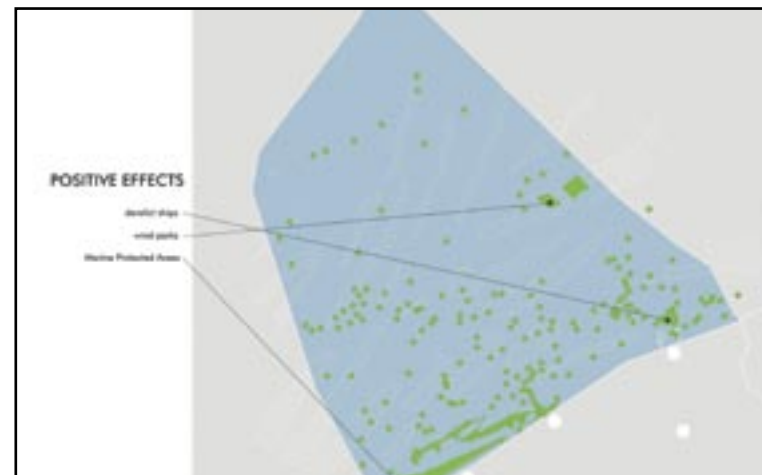 POSITIVE EFFECTS
derelict ships
wind parks
Marine Protected Areas